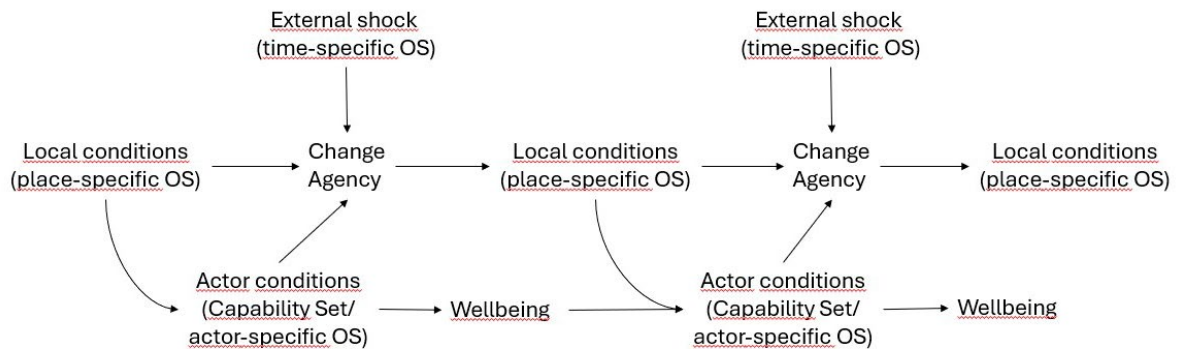 External shock
(time-specific OS)
External shock
(time-specific OS)
Local conditions
(place-specific OS)
Change
Agency
Local conditions
(place-specific OS)
Change
Agency
Local conditions
(place-specific OS)
Actor conditions
(Capability Set/
actor-specific OS)
Wellbeing
Actor conditions
(Capability Set/
actor-specific OS)
Wellbeing